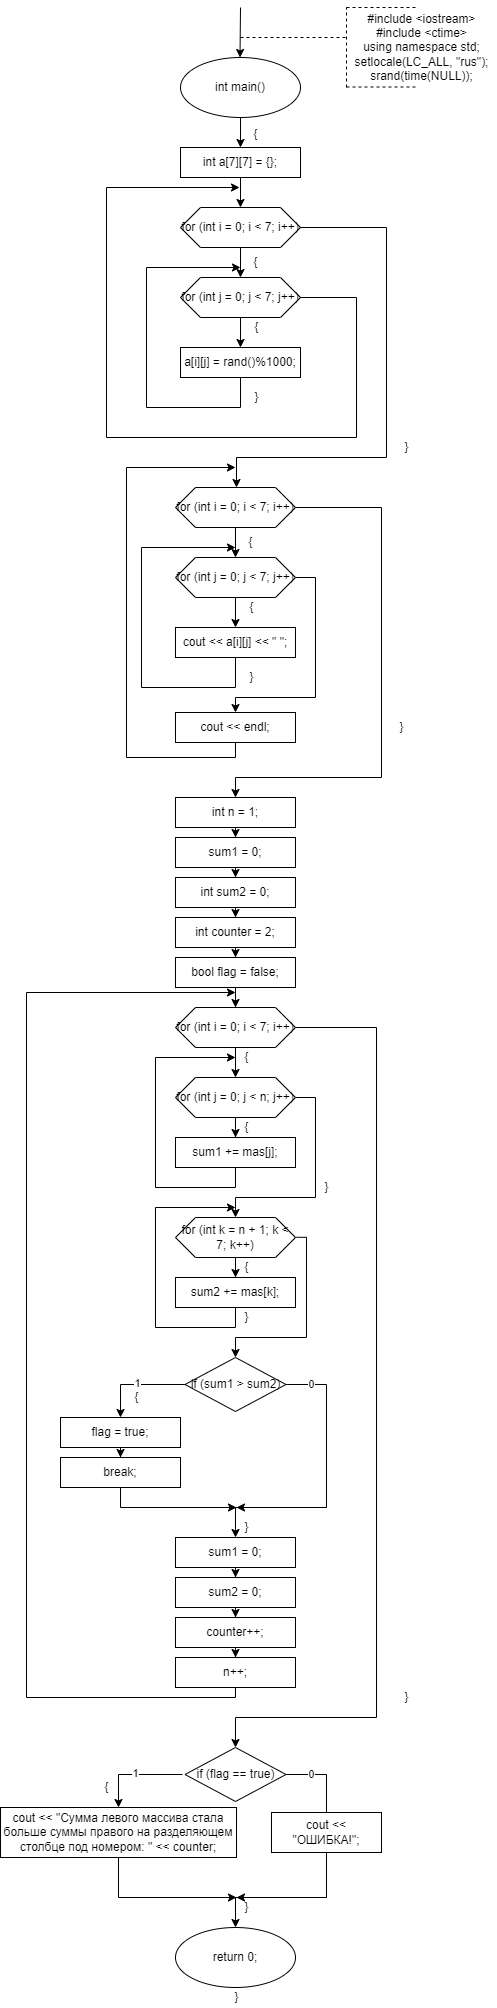 #include <iostream>
#include <ctime>
using namespace std;
setlocale(LC_ALL, "rus");
srand(time(NULL));
int main()
{
int a[7][7] = {};
for (int i = 0; i < 7; i++)
{
for (int j = 0; j < 7; j++)
{
a[i][j] = rand()%1000;
}
}
for (int i = 0; i < 7; i++)
{
for (int j = 0; j < 7; j++)
{
cout << a[i][j] << " ";
}
cout << endl;
}
int n = 1;
sum1 = 0;
int sum2 = 0;
int counter = 2;
bool flag = false;
for (int i = 0; i < 7; i++)
{
for (int j = 0; j < n; j++)
{
sum1 += mas[j];
}
for (int k = n + 1; k <
7; k++)
{
sum2 += mas[k];
}
if (sum1 > sum2)
1
0
{
flag = true;
break;
}
sum1 = 0;
sum2 = 0;
counter++;
n++;
}
if (flag == true)
1
0
{
cout << "Сумма левого массива стала
больше суммы правого на разделяющем
столбце под номером: " << counter;
cout <<
"ОШИБКА!";
}
return 0;
}